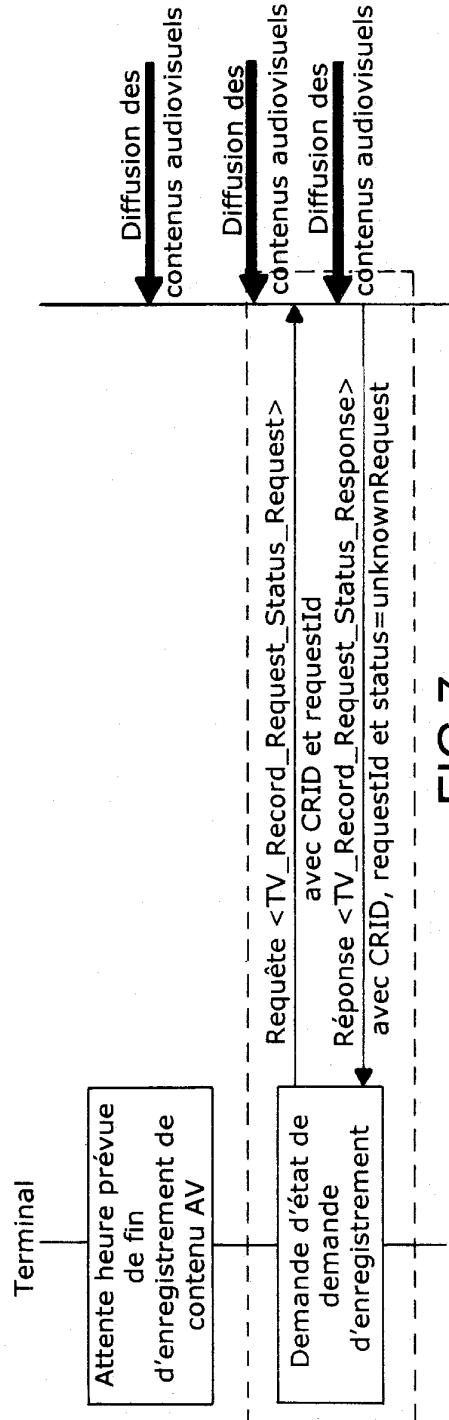 Terminal
Attente heure prévue
de fin
d'enregistrement de
contenu AV
Diffusion des
contenus audiovisuels
Diffusion des
contenus audiovisuels
Demande d'état de
demande
d'enregistrement
Requête <TV_Record_Request_Status_Request>
avec CRID et requestId
Réponse <TV_Record_Request_Status_Response>
avec CRID, requestId et status=unknownRequest
Diffusion des
contenus audiovisuels